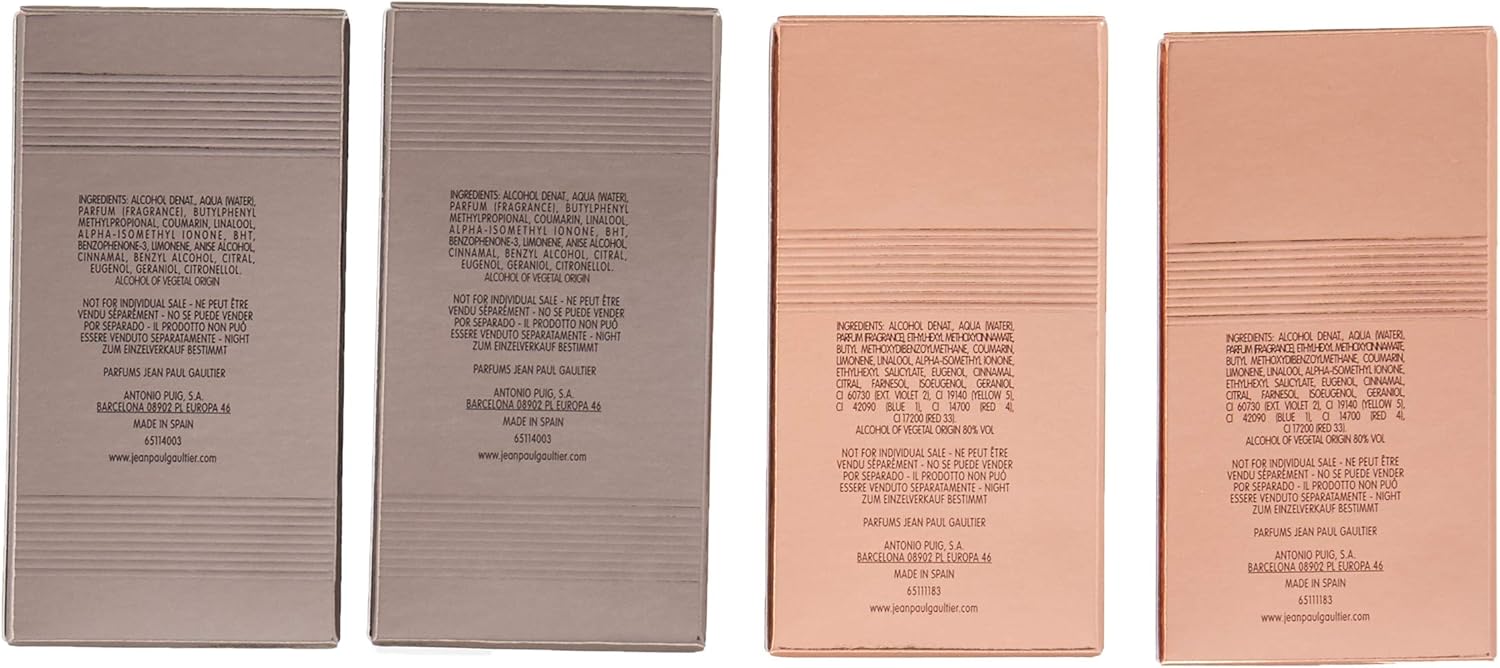 INGREDIENTS: ALCOHOL DENAT., AQUA (WATER),
PARFUM (FRAGRANCE), BUTYLPHENYL
METHYLPROPIONAL, COUMARIN, LINALOOL,
ALPHA-ISOMETHYL IONONE, BHT,
BENZOPHENONE-3, LIMONENE, ANISE ALCOHOL,
CINNAMAL, BENZYL ALCOHOL, CITRAL,
EUGENOL, GERANIOL, CITRONELLOL.
ALCOHOL OF VEGETAL ORIGIN
NOT FOR INDIVIDUAL SALE - NE PEUT ÊTRE
VENDU SÉPARÉMENT - NO SE PUEDE VENDER
POR SEPARADO - IL PRODOTTO NON PUÒ
ESSERE VENDUTO SEPARATAMENTE - NIGHT
ZUM EINZELVERKAUF BESTIMMT
PARFUMS JEAN PAUL GAULTIER
ANTONIO PUIG, S.A.
BARCELONA 08902 PL EUROPA 46
MADE IN SPAIN
65114003
www.jeanpaulgaultier.com
INGREDIENTS: ALCOHOL DENAT., AQUA (WATER),
PARFUM (FRAGRANCE), BUTYLPHENYL
METHYLPROPIONAL, COUMARIN, LINALOOL,
ALPHA-ISOMETHYL IONONE, BHT,
BENZOPHENONE-3, LIMONENE, ANISE ALCOHOL,
CINNAMAL, BENZYL ALCOHOL, CITRAL,
EUGENOL, GERANIOL, CITRONELLOL.
ALCOHOL OF VEGETAL ORIGIN
NOT FOR INDIVIDUAL SALE - NE PEUT ÊTRE
VENDU SÉPARÉMENT - NO SE PUEDE VENDER
POR SEPARADO - IL PRODOTTO NON PUÒ
ESSERE VENDUTO SEPARATAMENTE - NIGHT
ZUM EINZELVERKAUF BESTIMMT
PARFUMS JEAN PAUL GAULTIER
ANTONIO PUIG, S.A.
BARCELONA 08902 PL EUROPA 46
MADE IN SPAIN
65114003
www.jeanpaulgaultier.com
INGREDIENTS: ALCOHOL DENAT., AQUA (WATER),
PARFUM (FRAGRANCE), ETHYLHEXYL METHOXYCINNAMATE,
BUTYL METHOXYDIBENZOYLMETHANE, COUMARIN,
LIMONENE, LINALOOL, ALPHA-ISOMETHYL IONONE,
ETHYLHEXYL SALICYLATE, EUGENOL, CINNAMAL,
CITRAL, FARNESOL, ISOEUGENOL, GERANIOL,
CI 60730 (EXT. VIOLET 2), CI 19140 (YELLOW 5),
CI 42090 (BLUE 1), CI 14700 (RED 4),
CI 17200 (RED 33).
ALCOHOL OF VEGETAL ORIGIN 80% VOL
NOT FOR INDIVIDUAL SALE - NE PEUT ÊTRE
VENDU SÉPARÉMENT - NO SE PUEDE VENDER
POR SEPARADO - IL PRODOTTO NON PUÒ
ESSERE VENDUTO SEPARATAMENTE - NIGHT
ZUM EINZELVERKAUF BESTIMMT
PARFUMS JEAN PAUL GAULTIER
ANTONIO PUIG, S.A.
BARCELONA 08902 PL EUROPA 46
MADE IN SPAIN
65111183
www.jeanpaulgaultier.com
INGREDIENTS: ALCOHOL DENAT., AQUA (WATER),
PARFUM (FRAGRANCE), ETHYLHEXYL METHOXYCINNAMATE,
BUTYL METHOXYDIBENZOYLMETHANE, COUMARIN,
LIMONENE, LINALOOL, ALPHA-ISOMETHYL IONONE,
ETHYLHEXYL SALICYLATE, EUGENOL, CINNAMAL,
CITRAL, FARNESOL, ISOEUGENOL, GERANIOL,
CI 60730 (EXT. VIOLET 2), CI 19140 (YELLOW 5),
CI 42090 (BLUE 1), CI 14700 (RED 4),
CI 17200 (RED 33).
ALCOHOL OF VEGETAL ORIGIN 80% VOL
NOT FOR INDIVIDUAL SALE - NE PEUT ÊTRE
VENDU SÉPARÉMENT - NO SE PUEDE VENDER
POR SEPARADO - IL PRODOTTO NON PUÒ
ESSERE VENDUTO SEPARATAMENTE - NIGHT
ZUM EINZELVERKAUF BESTIMMT
PARFUMS JEAN PAUL GAULTIER
ANTONIO PUIG, S.A.
BARCELONA 08902 PL EUROPA 46
MADE IN SPAIN
65111183
www.jeanpaulgaultier.com